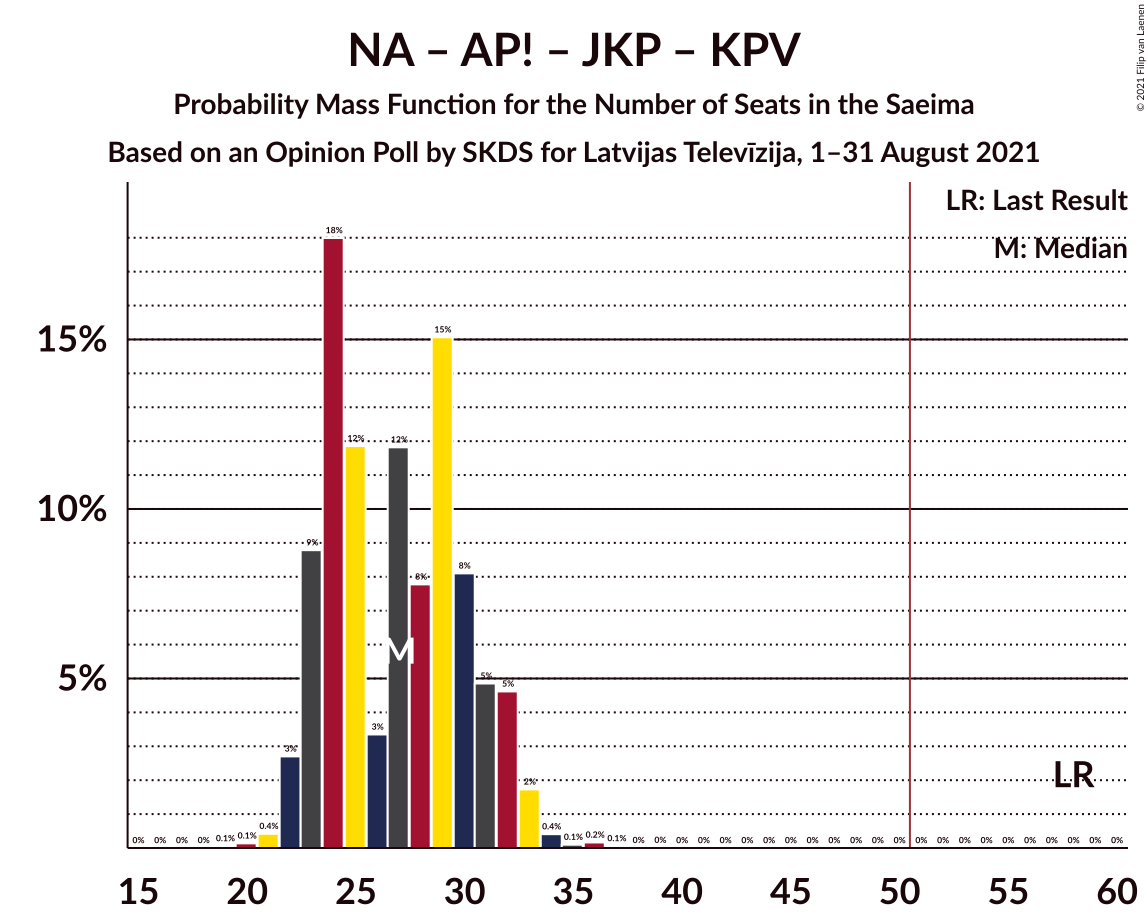 NA – AP! – JKP – KPV
Probability Mass Function for the Number of Seats in the Saeima
Based on an Opinion Poll by SKDS for Latvijas Televīzija, 1–31 August 2021
© 2021 Filip van Laenen
LR: Last Result
M: Median
18%
15%
15%
12% 12%
10%
9% 8% 8%
M
5%
5% 5%
3% 3% 2%
LR
0% 0% 0% 0% 0.1% 0.1% 0.4% 0.4% 0.1% 0.2% 0.1% 0% 0% 0% 0% 0% 0% 0% 0% 0% 0% 0% 0% 0% 0% 0% 0% 0% 0% 0% 0% 0% 0% 0%
15 20 25 30 35 40 45 50 55 60